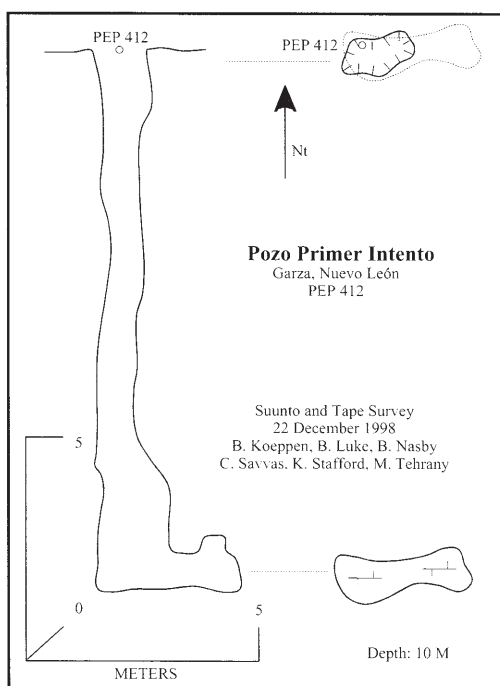 PEP 412
PEP 412
Nt
Pozo Primer Intento
Garza, Nuevo León
PEP 412
Suunto and Tape Survey
22 December 1998
B. Koeppen, B. Luke, B. Nasby
C. Savvas. K. Stafford, M. Tehrany
5
0
5
METERS
Depth: 10 M